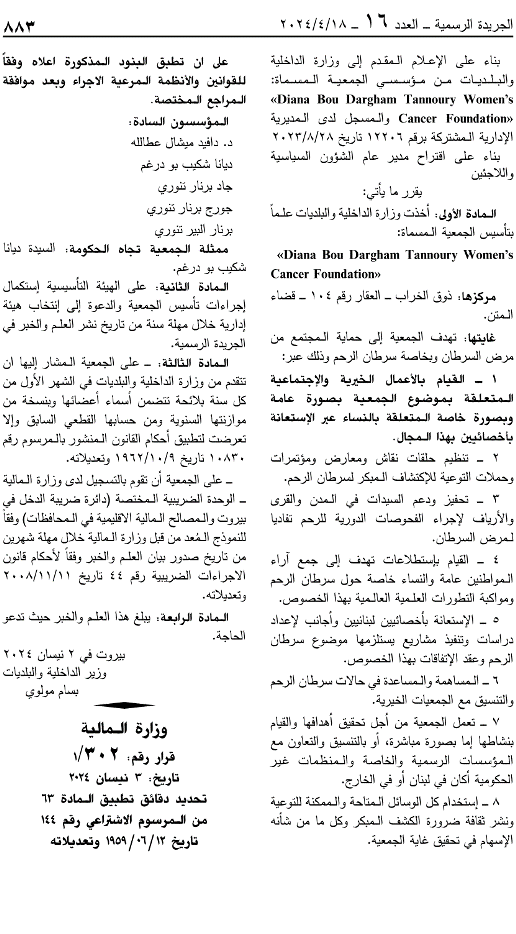 الجريدة الرسمية ــ العدد ١٦ ــ ٢٠٢٤/٤/١٨
٨٨٣
بناء على الإعلام المقدم إلى وزارة الداخلية
والبلديات من مؤسسي الجمعية المسماة:
«Diana Bou Dargham Tannoury Women's
Cancer Foundation» والمسجل لدى المديرية
الإدارية المشتركة برقم ١٢٢٠٦ تاريخ ٢٠٢٣/٨/٢٨
بناء على اقتراح مدير عام الشؤون السياسية
واللاجئين
يقرر ما يأتي:
المادة الأولى: أخذت وزارة الداخلية والبلديات علماً
بتأسيس الجمعية المسماة:
«Diana Bou Dargham Tannoury Women's
Cancer Foundation»
مركزها: ذوق الخراب ــ العقار رقم ١٠٤ ــ قضاء
المتن.
غايتها: تهدف الجمعية إلى حماية المجتمع من
مرض السرطان وبخاصة سرطان الرحم وذلك عبر:
١ ــ القيام بالأعمال الخيرية والإجتماعية
المتعلقة بموضوع الجمعية بصورة عامة
وبصورة خاصة المتعلقة بالنساء عبر الإستعانة
بأخصائيين بهذا المجال.
٢ ــ تنظيم حلقات نقاش ومعارض ومؤتمرات
وحملات التوعية للإكتشاف المبكر لسرطان الرحم.
٣ ــ تحفيز ودعم السيدات في المدن والقرى
والأرياف لإجراء الفحوصات الدورية للرحم تفاديا
لمرض السرطان.
٤ ــ القيام بإستطلاعات تهدف إلى جمع آراء
المواطنين عامة والنساء خاصة حول سرطان الرحم
ومواكبة التطورات العلمية العالمية بهذا الخصوص.
٥ ــ الإستعانة بأخصائيين لبنانيين وأجانب لإعداد
دراسات وتنفيذ مشاريع يستلزمها موضوع سرطان
الرحم وعقد الإتفاقات بهذا الخصوص.
٦ ــ المساهمة والمساعدة في حالات سرطان الرحم
والتنسيق مع الجمعيات الخيرية.
٧ ــ تعمل الجمعية من أجل تحقيق أهدافها والقيام
بنشاطها إما بصورة مباشرة، أو بالتنسيق والتعاون مع
المؤسسات الرسمية والخاصة والمنظمات غير
الحكومية أكان في لبنان أو في الخارج.
٨ ــ إستخدام كل الوسائل المتاحة والممكنة للتوعية
ونشر ثقافة ضرورة الكشف المبكر وكل ما من شأنه
الإسهام في تحقيق غاية الجمعية.
على ان تطبق البنود المذكورة اعلاه وفقاً
للقوانين والأنظمة المرعية الاجراء وبعد موافقة
المراجع المختصة.
المؤسسون السادة:
د. دافيد ميشال عطالله
ديانا شكيب بو درغم
جاد برنار تنوري
جورج برنار تنوري
برنار البير تنوري
ممثلة الجمعية تجاه الحكومة: السيدة ديانا
شكيب بو درغم.
المادة الثانية: على الهيئة التأسيسية إستكمال
إجراءات تأسيس الجمعية والدعوة إلى إنتخاب هيئة
إدارية خلال مهلة سنة من تاريخ نشر العلم والخبر في
الجريدة الرسمية.
المادة الثالثة: ــ على الجمعية المشار إليها ان
تتقدم من وزارة الداخلية والبلديات في الشهر الأول من
كل سنة بلائحة تتضمن أسماء أعضائها وبنسخة من
موازنتها السنوية ومن حسابها القطعي السابق وإلا
تعرضت لتطبيق أحكام القانون المنشور بالمرسوم رقم
١٠٨٣٠ تاريخ ١٩٦٢/١٠/٩ وتعديلاته.
ــ على الجمعية أن تقوم بالتسجيل لدى وزارة المالية
ــ الوحدة الضريبية المختصة (دائرة ضريبة الدخل في
بيروت والمصالح المالية الاقليمية في المحافظات) وفقاً
للنموذج المُعد من قبل وزارة المالية خلال مهلة شهرين
من تاريخ صدور بيان العلم والخبر وفقاً لأحكام قانون
الاجراءات الضريبية رقم ٤٤ تاريخ ٢٠٠٨/١١/١١
وتعديلاته.
المادة الرابعة: يبلغ هذا العلم والخبر حيث تدعو
الحاجة.
بيروت في ٢ نيسان ٢٠٢٤
وزير الداخلية والبلديات
بسام مولوي
وزارة المالية
قرار رقم: ١/٣٠٢
تاريخ: ٣ نيسان ٢٠٢٤
تحديد دقائق تطبيق المادة ٦٣
من المرسوم الاشتراعي رقم ١٤٤
تاريخ ١٩٥٩/٠٦/١٢ وتعديلاته